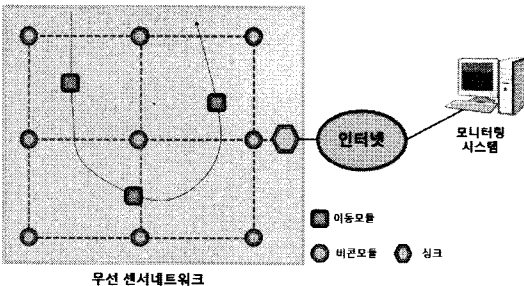 인터넷
모니터링
시스템
이동모듈
비콘모듈
싱크
무선 센서네트워크